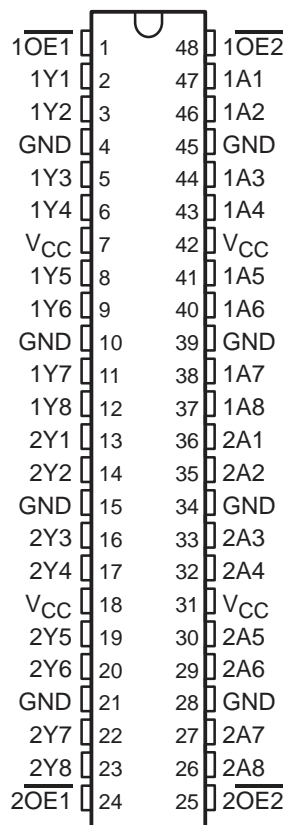 1OE1 1 48 1OE2
1Y1 2 47 1A1
1Y2 3 46 1A2
GND 4 45 GND
1Y3 5 44 1A3
1Y4 6 43 1A4
VCC 7 42 VCC
1Y5 8 41 1A5
1Y6 9 40 1A6
GND 10 39 GND
1Y7 11 38 1A7
1Y8 12 37 1A8
2Y1 13 36 2A1
2Y2 14 35 2A2
GND 15 34 GND
2Y3 16 33 2A3
2Y4 17 32 2A4
VCC 18 31 VCC
2Y5 19 30 2A5
2Y6 20 29 2A6
GND 21 28 GND
2Y7 22 27 2A7
2Y8 23 26 2A8
2OE1 24 25 2OE2